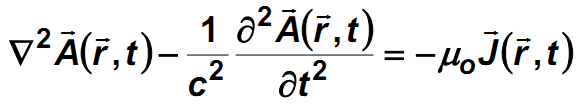 ∇²A⃗(r⃗,t) − (1/c²) ∂²A⃗(r⃗,t)/∂t² = −μₒJ⃗(r⃗,t)